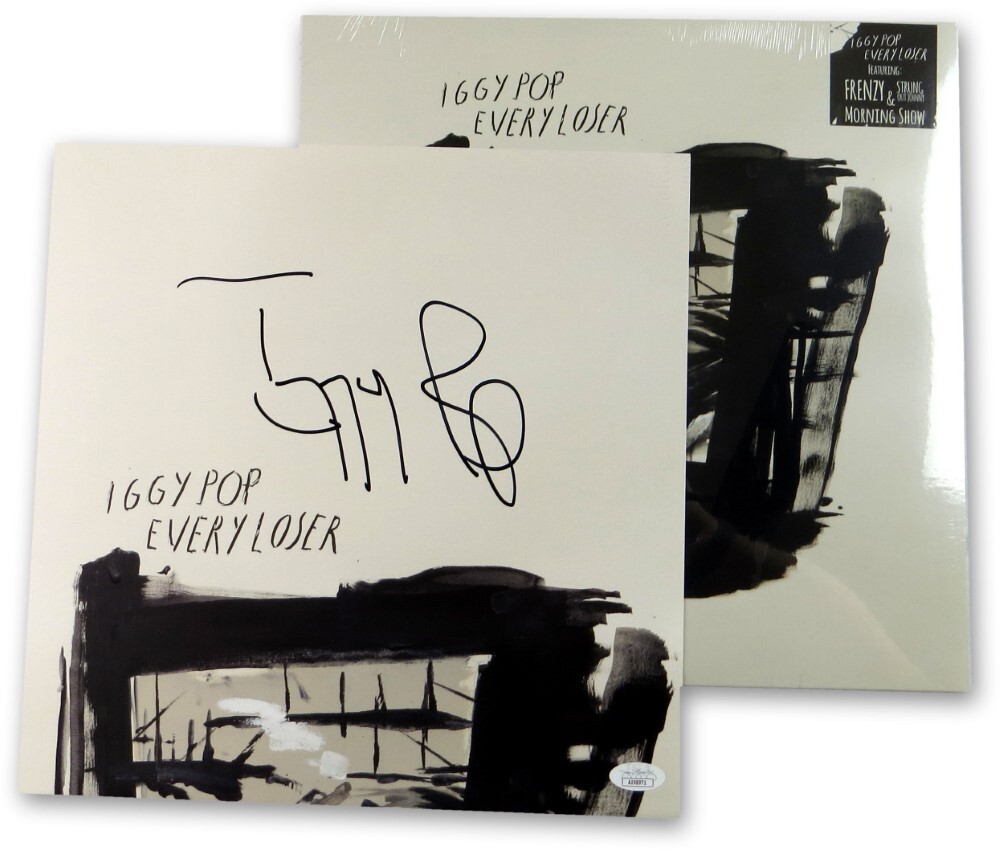 IGGY POP
EVERY LOSER
IGGY POP
EVERY LOSER
FEATURING:
FRENZY & STRUNG
OUT JOHNNY
MORNING SHOW
Iggy Pop
IGGY POP
EVERY LOSER